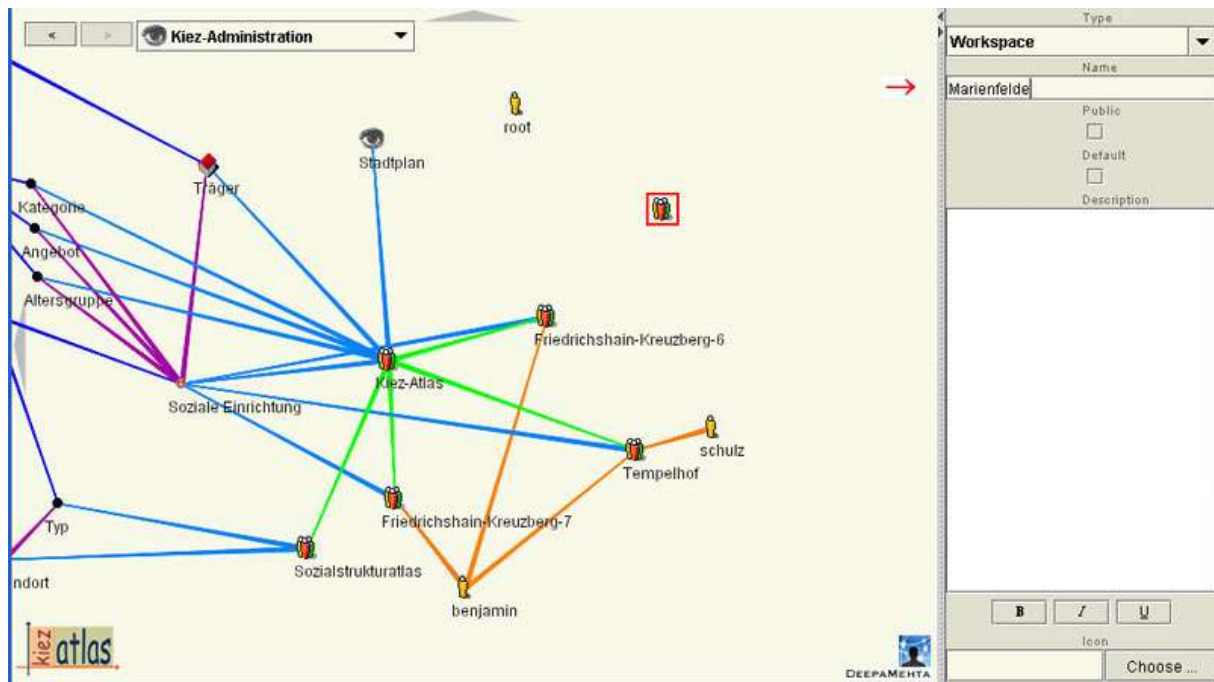 «
»
Kiez-Administration
Type
Workspace
Name
→
Marienfelde
Public
Default
Description
root
Stadtplan
Träger
Kategorie
Angebot
Altersgruppe
Friedrichshain-Kreuzberg-6
Kiez-Atlas
Soziale Einrichtung
schulz
Tempelhof
Friedrichshain-Kreuzberg-7
Typ
Sozialstrukturatlas
ndort
benjamin
B I U
Icon
Choose ...
kiez atlas
DEEPAMEHTA